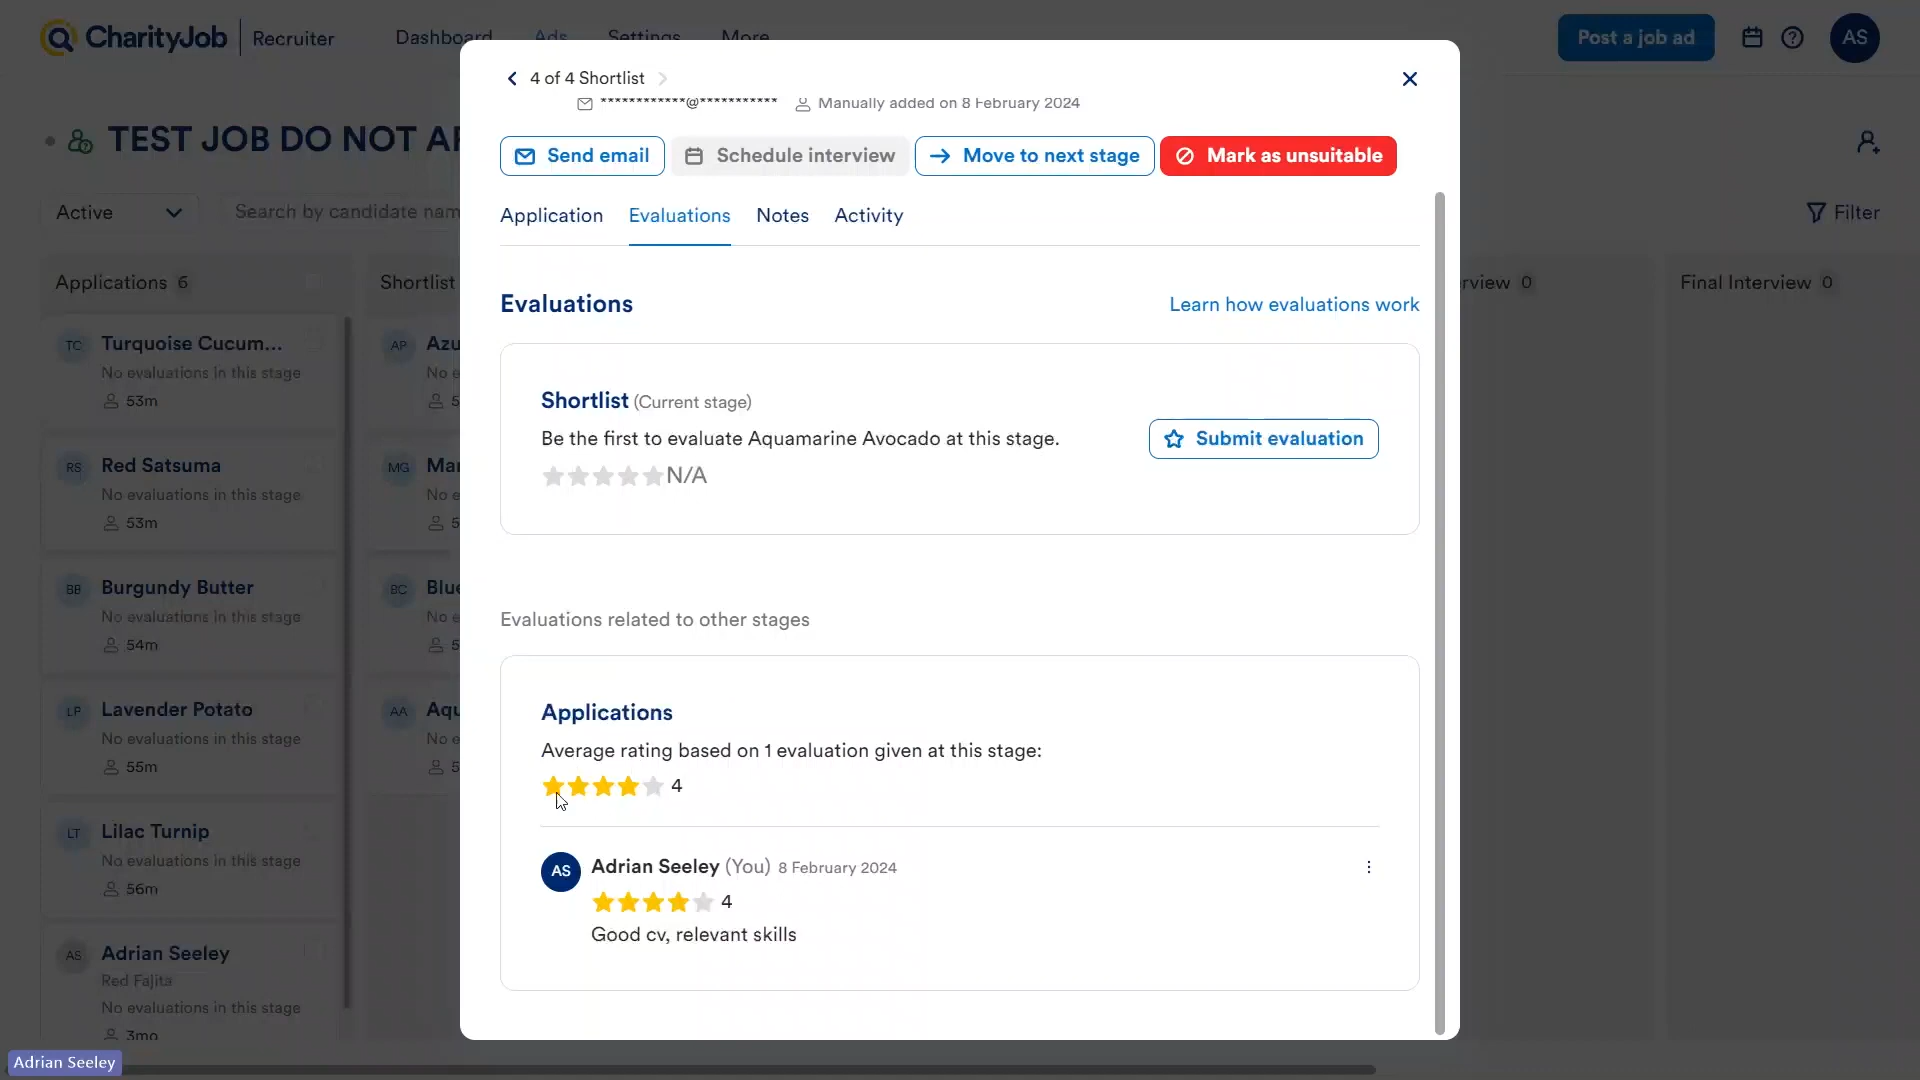 CharityJob
Recruiter
Dashboard
Ads
Settings
More
Post a job ad
AS
TEST JOB DO NOT
Active
Search by candidate
Filter
Applications 6
Shortlist
0
Final Interview 0
TC
Turquoise Cucum...
No evaluations in this stage
53m
RS
Red Satsuma
No evaluations in this stage
53m
BB
Burgundy Butter
No evaluations in this stage
54m
LP
Lavender Potato
No evaluations in this stage
55m
LT
Lilac Turnip
No evaluations in this stage
56m
AS
Adrian Seeley
Red Fajita
No evaluations in this stage
3mo
AP
MG
BC
AA
4 of 4 Shortlist
************@***********
Manually added on 8 February 2024
Send email
Schedule interview
Move to next stage
Mark as unsuitable
Application
Evaluations
Notes
Activity
Evaluations
Learn how evaluations work
Shortlist (Current stage)
Be the first to evaluate Aquamarine Avocado at this stage.
N/A
Submit evaluation
Evaluations related to other stages
Applications
Average rating based on 1 evaluation given at this stage:
4
AS
Adrian Seeley (You) 8 February 2024
4
Good cv, relevant skills
Adrian Seeley